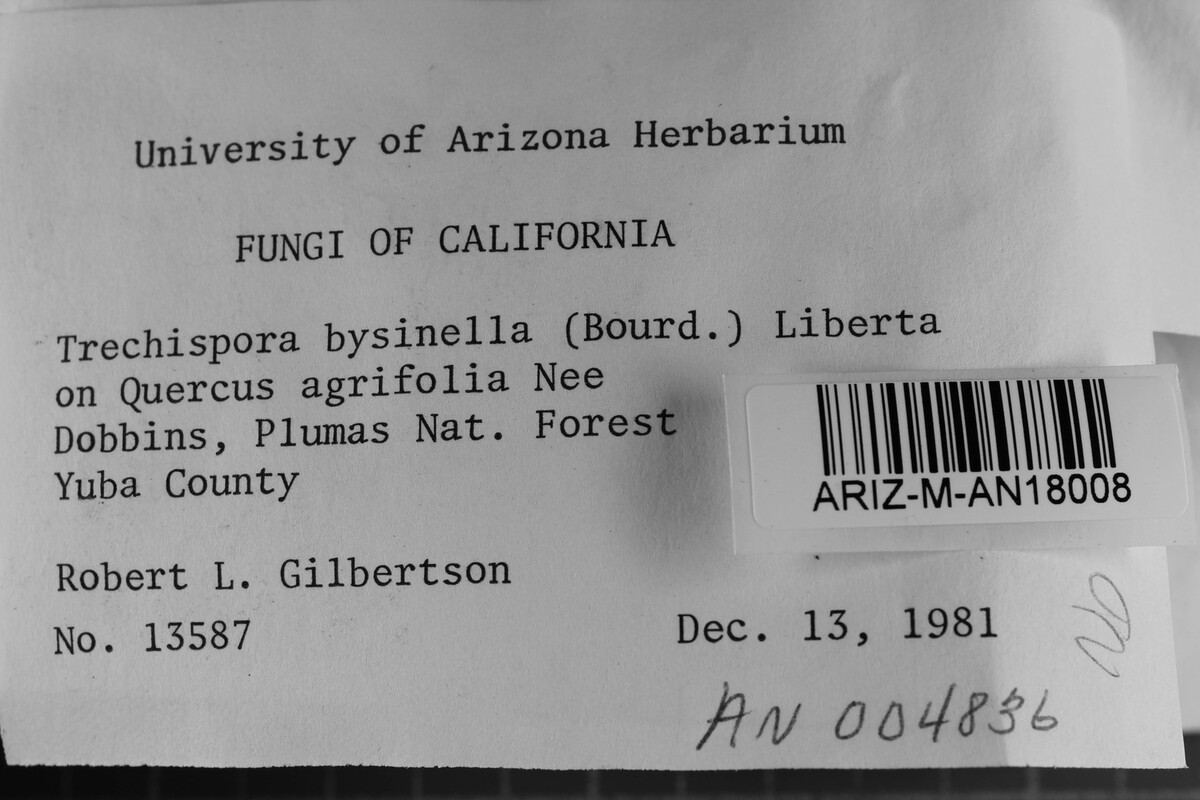 University of Arizona Herbarium
FUNGI OF CALIFORNIA
Trechispora bysinella (Bourd.) Liberta
on Quercus agrifolia Nee
Dobbins, Plumas Nat. Forest
Yuba County
ARIZ-M-AN18008
Robert L. Gilbertson
No. 13587
Dec. 13, 1981
AN 004836